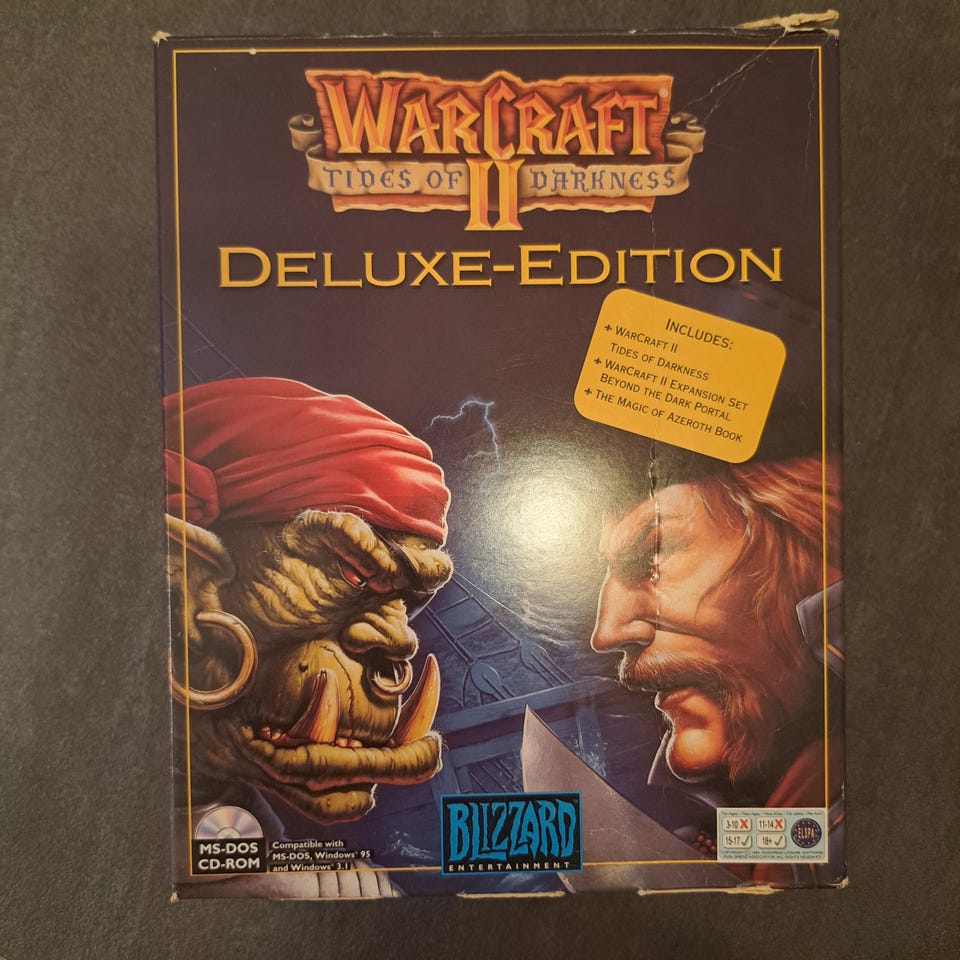 WARCRAFT®
TIDES OF II DARKNESS
DELUXE-EDITION
INCLUDES:
+ WARCRAFT II
TIDES OF DARKNESS
+ WARCRAFT II EXPANSION SET
BEYOND THE DARK PORTAL
+ THE MAGIC OF AZEROTH BOOK
MS-DOS
CD-ROM
Compatible with
MS-DOS, Windows® 95
and Windows® 3.1
BLIZZARD
ENTERTAINMENT
3-10 X 11-14 X
15-17 ✓ 18+ ✓
ELSPA